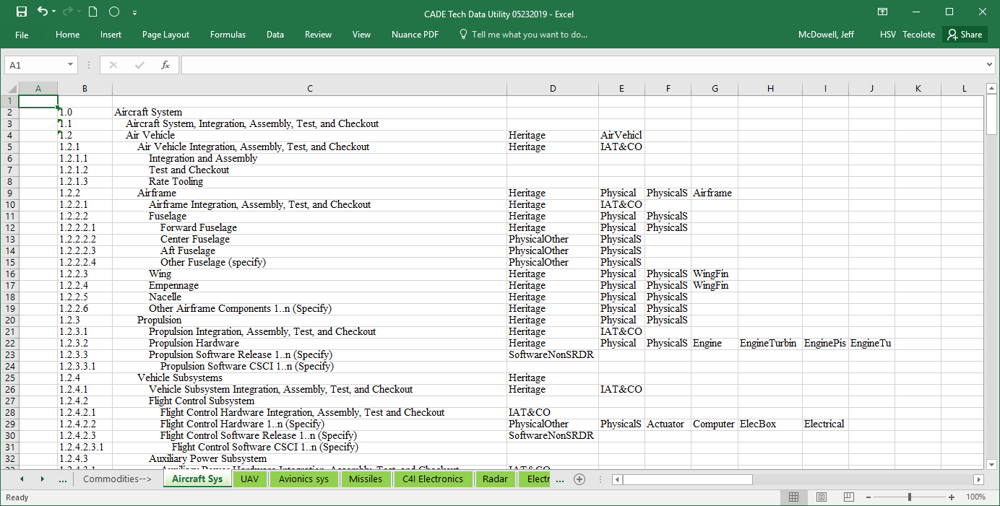 CADE Tech Data Utility 05232019 - Excel
File Home Insert Page Layout Formulas Data Review View Nuance PDF Tell me what you want to do... McDowell, Jeff HSV Tecolote Share
A1 fx
A B C D E F G H I J K L
1
2 1.0 Aircraft System
3 1.1 Aircraft System, Integration, Assembly, Test, and Checkout
4 1.2 Air Vehicle Heritage AirVehicl
5 1.2.1 Air Vehicle Integration, Assembly, Test, and Checkout Heritage IAT&CO
6 1.2.1.1 Integration and Assembly
7 1.2.1.2 Test and Checkout
8 1.2.1.3 Rate Tooling
9 1.2.2 Airframe Heritage Physical PhysicalS Airframe
10 1.2.2.1 Airframe Integration, Assembly, Test, and Checkout Heritage IAT&CO
11 1.2.2.2 Fuselage Heritage Physical PhysicalS
12 1.2.2.2.1 Forward Fuselage Heritage Physical PhysicalS
13 1.2.2.2.2 Center Fuselage PhysicalOther PhysicalS
14 1.2.2.2.3 Aft Fuselage PhysicalOther PhysicalS
15 1.2.2.2.4 Other Fuselage (specify) PhysicalOther PhysicalS
16 1.2.2.3 Wing Heritage Physical PhysicalS WingFin
17 1.2.2.4 Empennage Heritage Physical PhysicalS WingFin
18 1.2.2.5 Nacelle Heritage Physical PhysicalS
19 1.2.2.6 Other Airframe Components 1..n (Specify) Heritage Physical PhysicalS
20 1.2.3 Propulsion Heritage Physical PhysicalS
21 1.2.3.1 Propulsion Integration, Assembly, Test, and Checkout Heritage IAT&CO
22 1.2.3.2 Propulsion Hardware Heritage Physical PhysicalS Engine EngineTurbin EnginePis EngineTu
23 1.2.3.3 Propulsion Software Release 1..n (Specify) SoftwareNonSRDR
24 1.2.3.3.1 Propulsion Software CSCI 1..n (Specify)
25 1.2.4 Vehicle Subsystems Heritage
26 1.2.4.1 Vehicle Subsystem Integration, Assembly, Test, and Checkout Heritage IAT&CO
27 1.2.4.2 Flight Control Subsystem
28 1.2.4.2.1 Flight Control Hardware Integration, Assembly, Test and Checkout IAT&CO
29 1.2.4.2.2 Flight Control Hardware 1..n (Specify) PhysicalOther PhysicalS Actuator Computer ElecBox Electrical
30 1.2.4.2.3 Flight Control Software Release 1..n (Specify) SoftwareNonSRDR
31 1.2.4.2.3.1 Flight Control Software CSCI 1..n (Specify)
32 1.2.4.3 Auxiliary Power Subsystem
33 1.2.4.3.1 Auxiliary Power Hardware Integration, Assembly, Test, and Checkout IAT&CO
... Commodities--> Aircraft Sys UAV Avionics sys Missiles C4I Electronics Radar Electr ...
Ready 100%